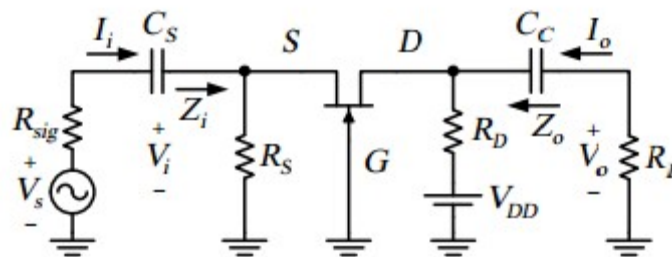 I_i C_S S D C_C I_o
Z_i Z_o
R_sig + V_i - R_S G R_D + V_o -
+ V_s - V_DD